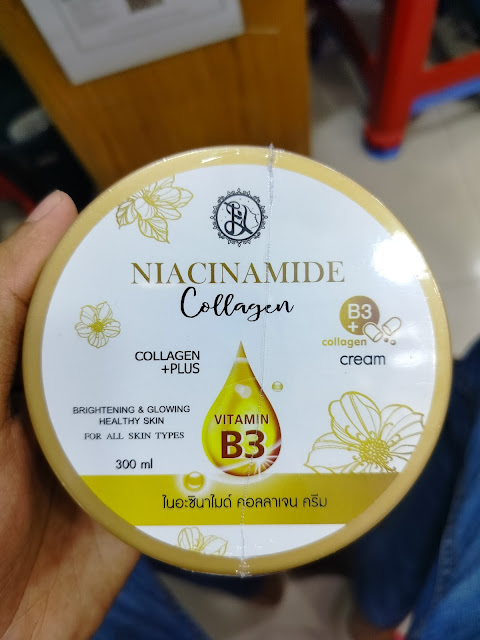 NIACINAMIDE
Collagen
B3
+
collagen
cream
COLLAGEN
+PLUS
VITAMIN
B3
BRIGHTENING & GLOWING
HEALTHY SKIN
FOR ALL SKIN TYPES
300 ml
ไนอะซินาไมด์ คอลลาเจน ครีม